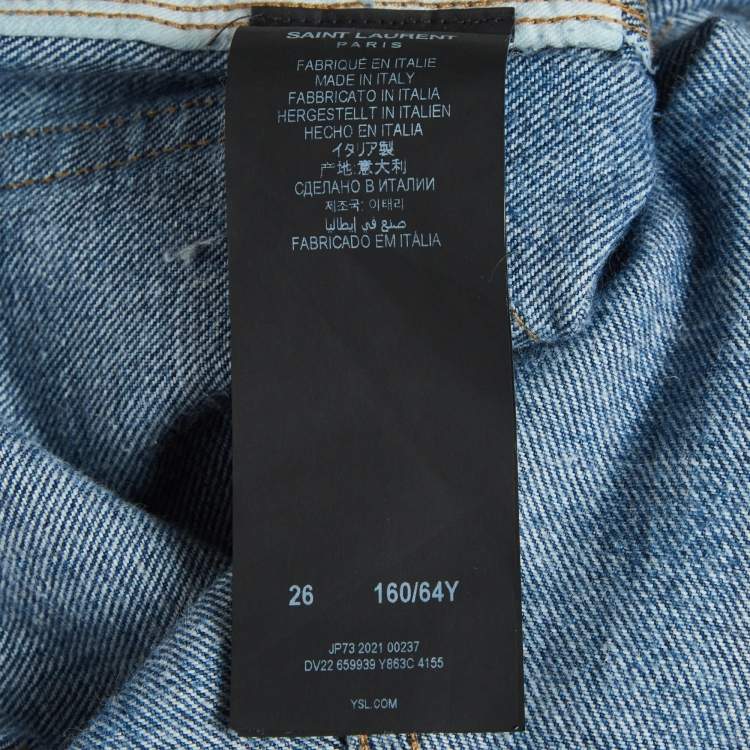 SAINT LAURENT
PARIS
FABRIQUÉ EN ITALIE
MADE IN ITALY
FABBRICATO IN ITALIA
HERGESTELLT IN ITALIEN
HECHO EN ITALIA
イタリア製
产地:意大利
СДЕЛАНО В ИТАЛИИ
제조국: 이태리
صنع في إيطاليا
FABRICADO EM ITÁLIA
26 160/64Y
JP73 2021 00237
DV22 659939 Y863C 4155
YSL.COM